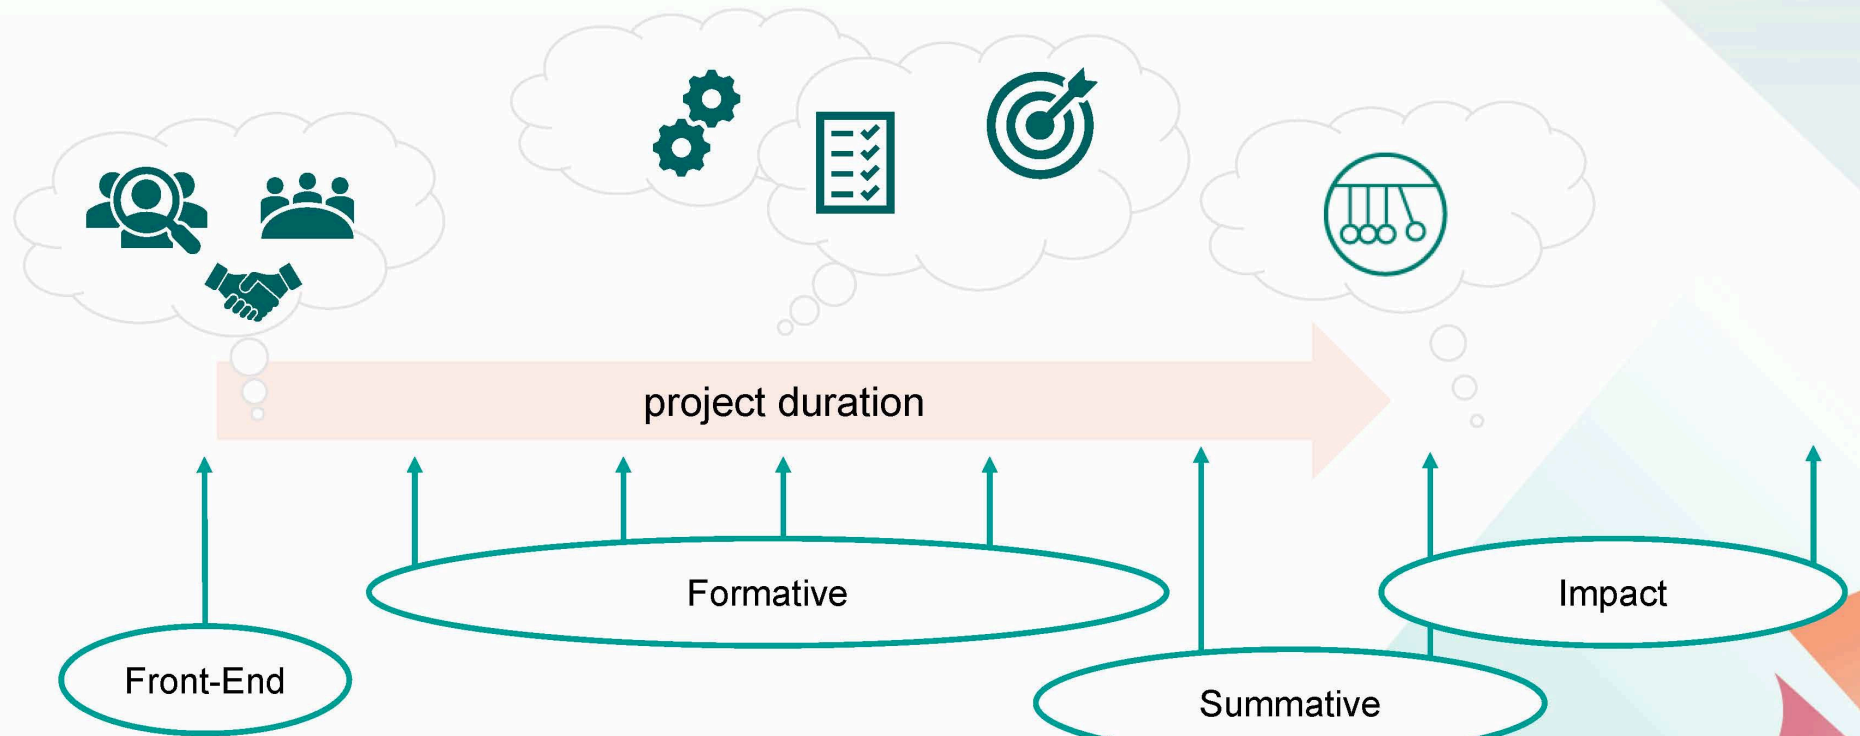 project duration
Formative
Impact
Front-End
Summative